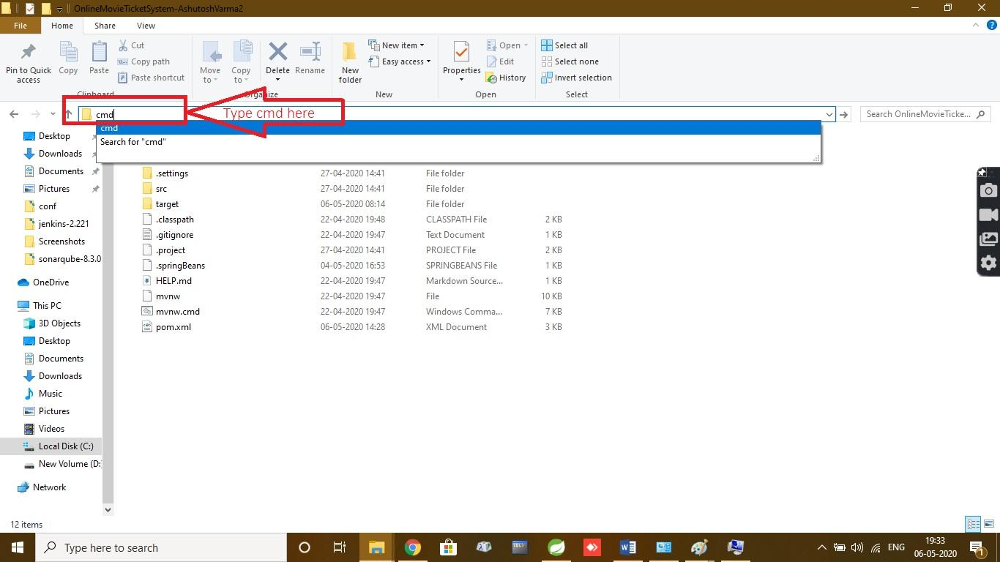 OnlineMovieTicketSystem-AshutoshVarma2
File Home Share View
Pin to Quick access
Copy
Paste
Cut
Copy path
Paste shortcut
Clipboard
Move to
Copy to
Delete
Rename
Organize
New folder
New item
Easy access
New
Properties
Open
Edit
History
Open
Select all
Select none
Invert selection
Select
cmd
Type cmd here
Search OnlineMovieTicke...
cmd
Search for "cmd"
Desktop
Downloads
Documents
Pictures
conf
jenkins-2.221
Screenshots
sonarqube-8.3.0
OneDrive
This PC
3D Objects
Desktop
Documents
Downloads
Music
Pictures
Videos
Local Disk (C:)
New Volume (D:
Network
.settings 27-04-2020 14:41 File folder
src 27-04-2020 14:41 File folder
target 06-05-2020 08:14 File folder
.classpath 22-04-2020 19:48 CLASSPATH File 2 KB
.gitignore 22-04-2020 19:47 Text Document 1 KB
.project 27-04-2020 14:41 PROJECT File 2 KB
.springBeans 04-05-2020 16:53 SPRINGBEANS File 1 KB
HELP.md 22-04-2020 19:47 Markdown Source... 1 KB
mvnw 22-04-2020 19:47 File 10 KB
mvnw.cmd 22-04-2020 19:47 Windows Comma... 7 KB
pom.xml 06-05-2020 14:28 XML Document 3 KB
12 items
Type here to search
ENG
19:33
06-05-2020
1